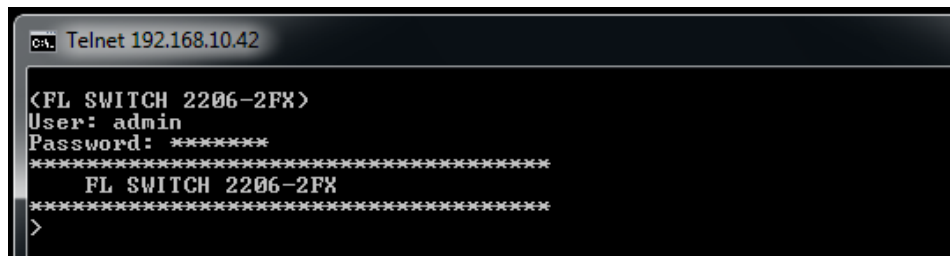 C:\. Telnet 192.168.10.42
<FL SWITCH 2206-2FX>
User: admin
Password: *******
*************************************
FL SWITCH 2206-2FX
*************************************
>